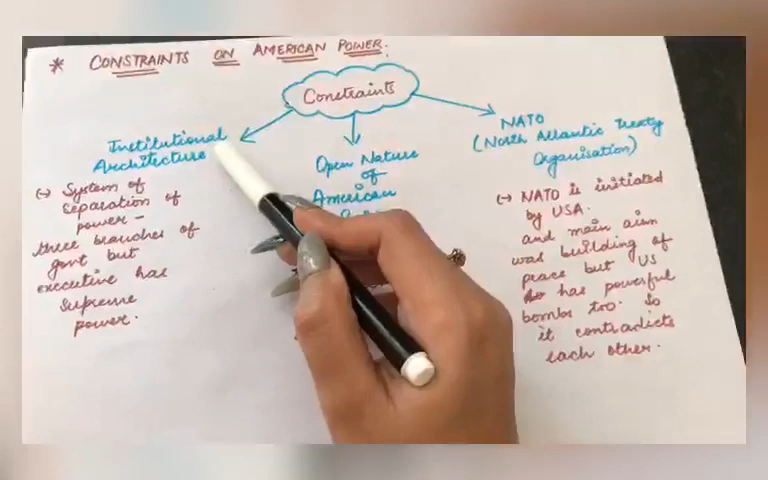 * CONSTRAINTS ON AMERICAN POWER:
Constraints
Institutional
Architecture
(→) System of
Separation of
power -
three branches of
govt but
executive has
Supreme
power.
Open Nature
of
American
NATO
(North Atlantic Treaty
Organisation)
(→) NATO is initiated
by USA.
and main aim
was building of
peace but US
has powerful
bombs too. So
it contradicts
each other.